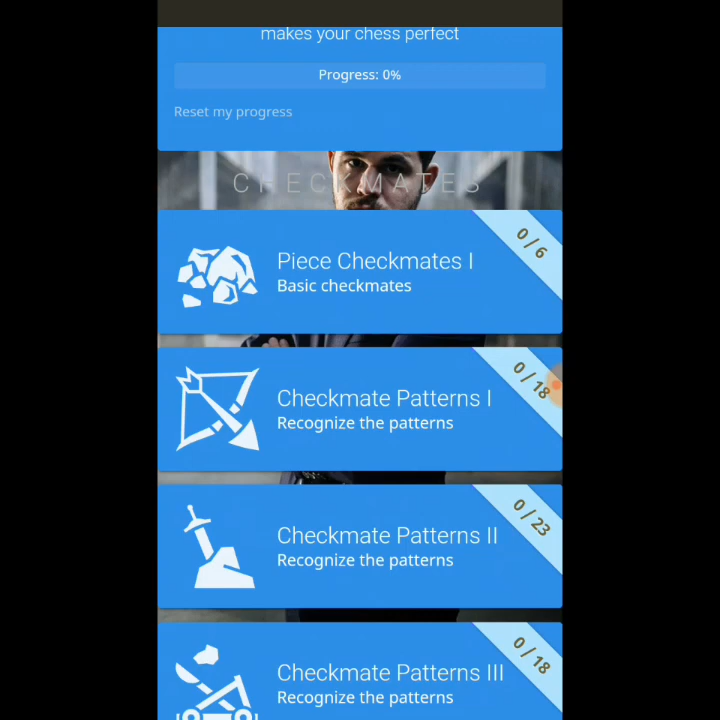 makes your chess perfect
Progress: 0%
Reset my progress
CHECKMATES
0 / 6
Piece Checkmates I
Basic checkmates
0 / 18
Checkmate Patterns I
Recognize the patterns
0 / 23
Checkmate Patterns II
Recognize the patterns
0 / 18
Checkmate Patterns III
Recognize the patterns